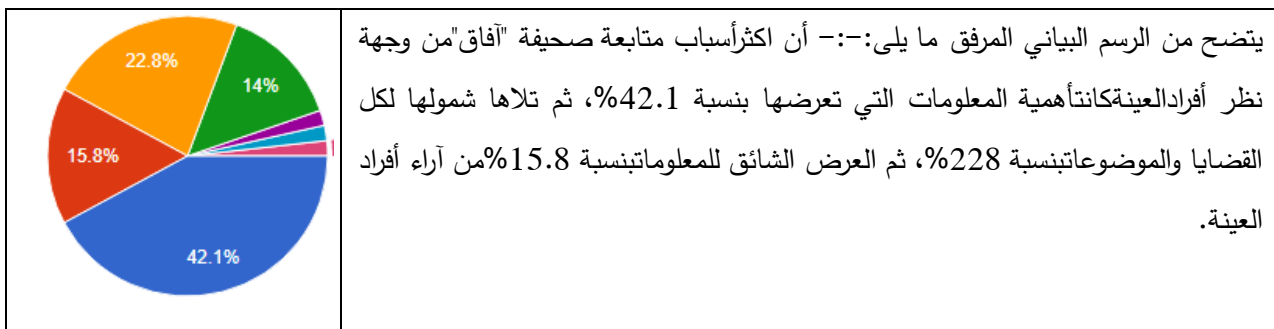 يتضح من الرسم البياني المرفق ما يلى:-:- أن اكثرأسباب متابعة صحيفة "آفاق"من وجهة
نظر أفرادالعينةكانتأهمية المعلومات التي تعرضها بنسبة 42.1%، ثم تلاها شمولها لكل
القضايا والموضوعاتبنسبة 228%، ثم العرض الشائق للمعلوماتبنسبة 15.8%من آراء أفراد
العينة.
22.8%
14%
15.8%
42.1%